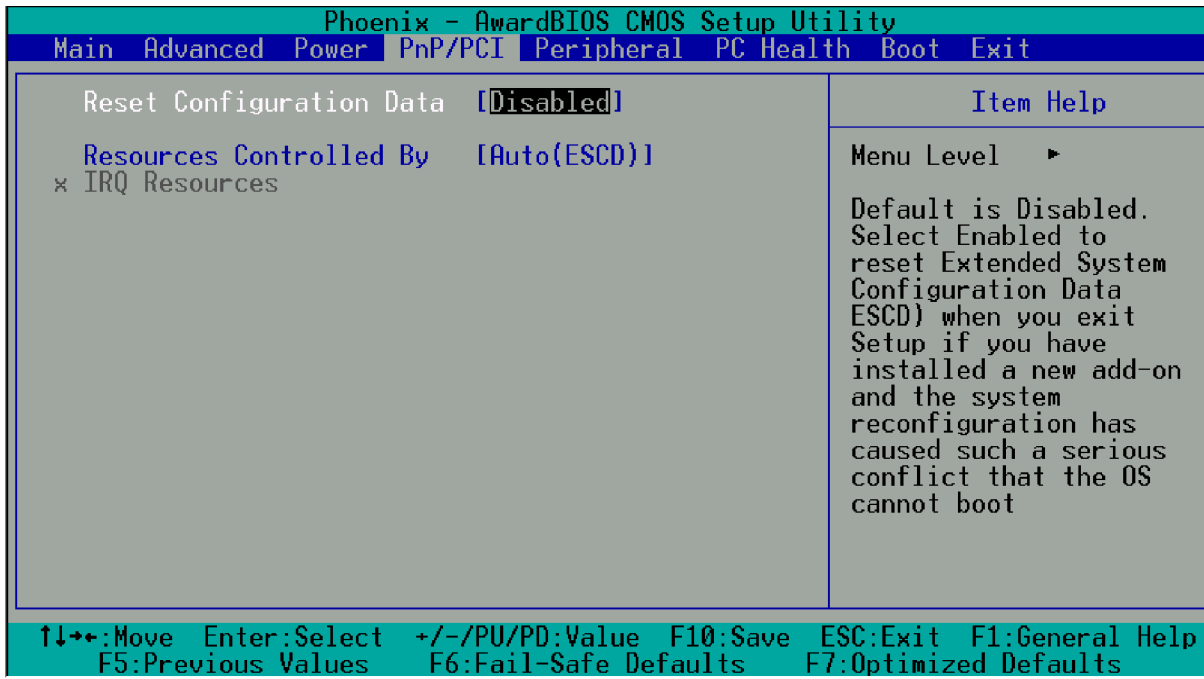 Phoenix - AwardBIOS CMOS Setup Utility
Main Advanced Power PnP/PCI Peripheral PC Health Boot Exit
Reset Configuration Data [Disabled]
Resources Controlled By [Auto(ESCD)]
x IRQ Resources
Item Help
Menu Level ►
Default is Disabled.
Select Enabled to
reset Extended System
Configuration Data
ESCD) when you exit
Setup if you have
installed a new add-on
and the system
reconfiguration has
caused such a serious
conflict that the OS
cannot boot
↑↓→←:Move Enter:Select +/-/PU/PD:Value F10:Save ESC:Exit F1:General Help
F5:Previous Values F6:Fail-Safe Defaults F7:Optimized Defaults